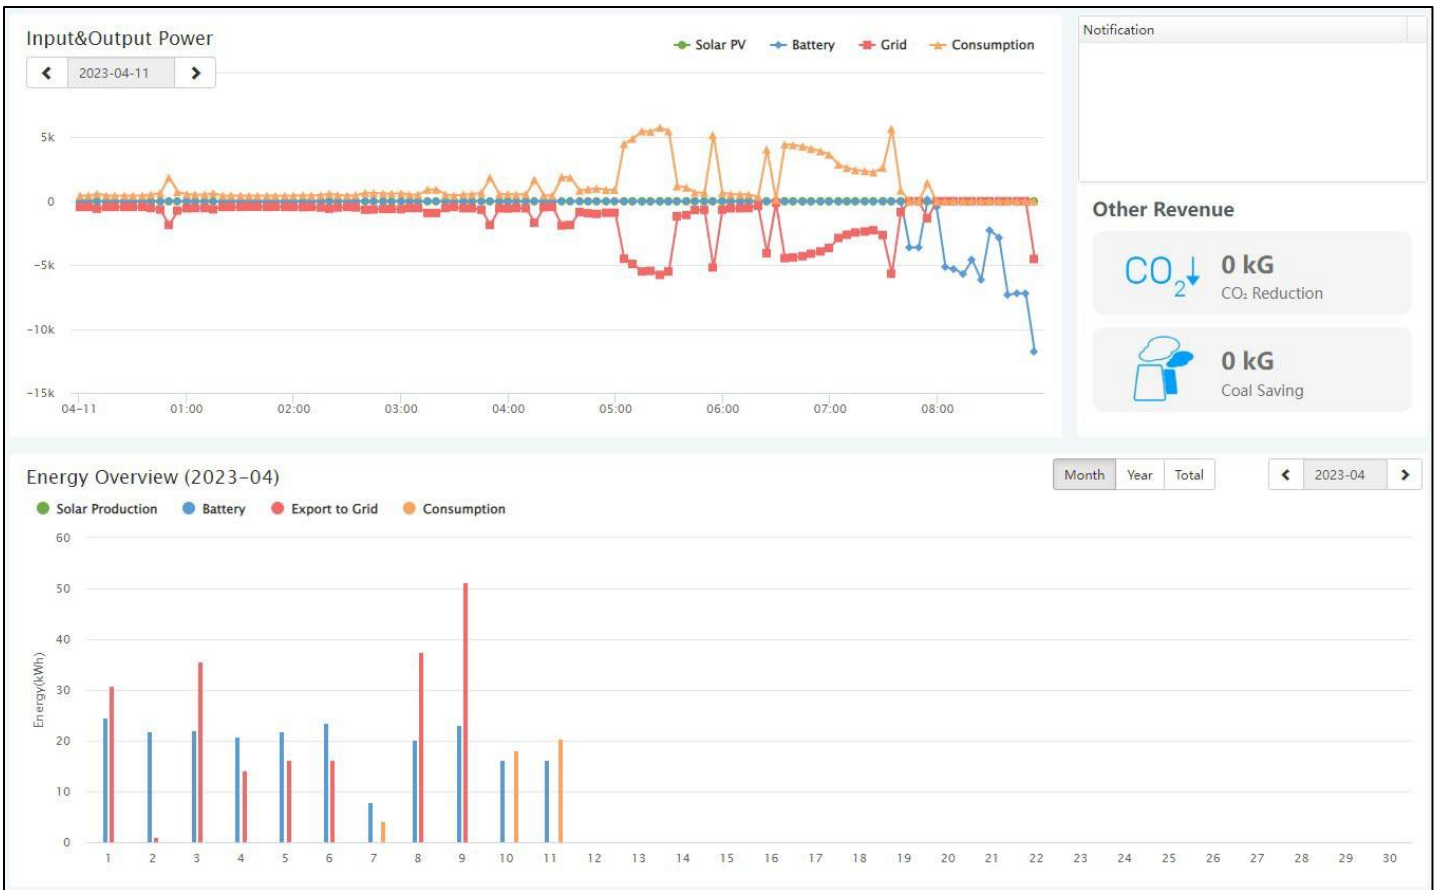 Input&Output Power
Solar PV Battery Grid Consumption
2023-04-11
5k
0
-5k
-10k
-15k
04-11 01:00 02:00 03:00 04:00 05:00 06:00 07:00 08:00
Notification
Other Revenue
CO2
0 kG
CO₂ Reduction
0 kG
Coal Saving
Energy Overview (2023-04)
Month Year Total
2023-04
Solar Production Battery Export to Grid Consumption
Energy(kWh)
60
50
40
30
20
10
0
1 2 3 4 5 6 7 8 9 10 11 12 13 14 15 16 17 18 19 20 21 22 23 24 25 26 27 28 29 30